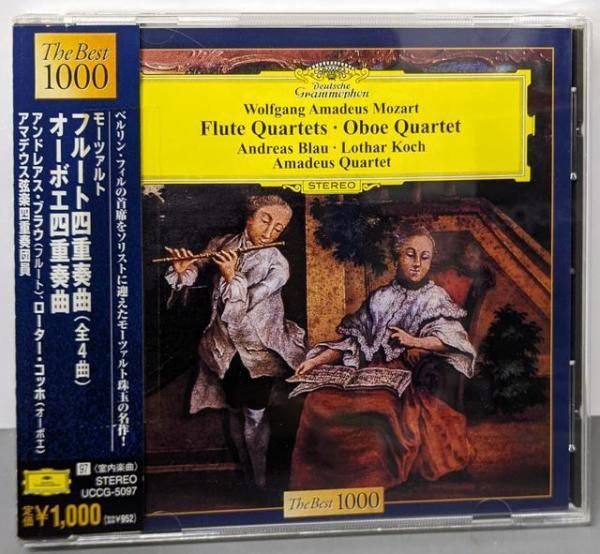 The Best
1000
ベルリン・フィルの首席をソリストに迎えたモーツァルト珠玉の名作!
モーツァルト
フルート四重奏曲(全4曲)
オーボエ四重奏曲
アンドレアス・ブラウ(フルート)、ローター・コッホ(オーボエ)
アマデウス弦楽四重奏団員
97 〈室内楽曲〉
STEREO
UCCG-5097
定価¥1,000
¥952
Deutsche
Grammophon
Wolfgang Amadeus Mozart
Flute Quartets · Oboe Quartet
Andreas Blau · Lothar Koch
Amadeus Quartet
STEREO
The Best 1000